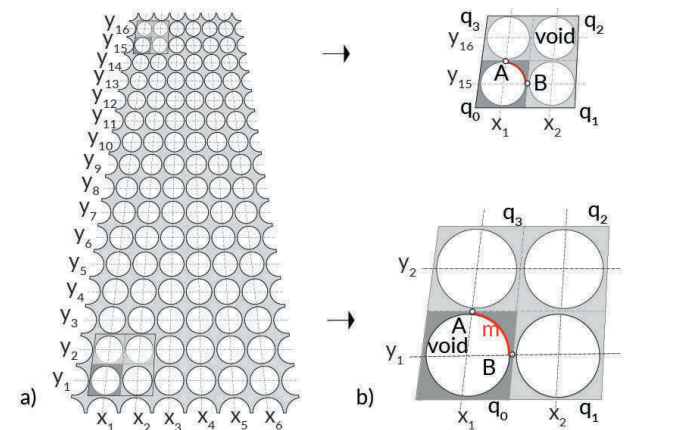 y16
y15
y14
y13
y12
y11
y10
y9
y8
y7
y6
y5
y4
y3
y2
y1
a)
x1 x2 x3 x4 x5 x6
q3 q2
y16 void
A
y15 B
q0 q1
x1 x2
q3 q2
y2
A m
void
y1 B
b)
q0 q1
x1 x2